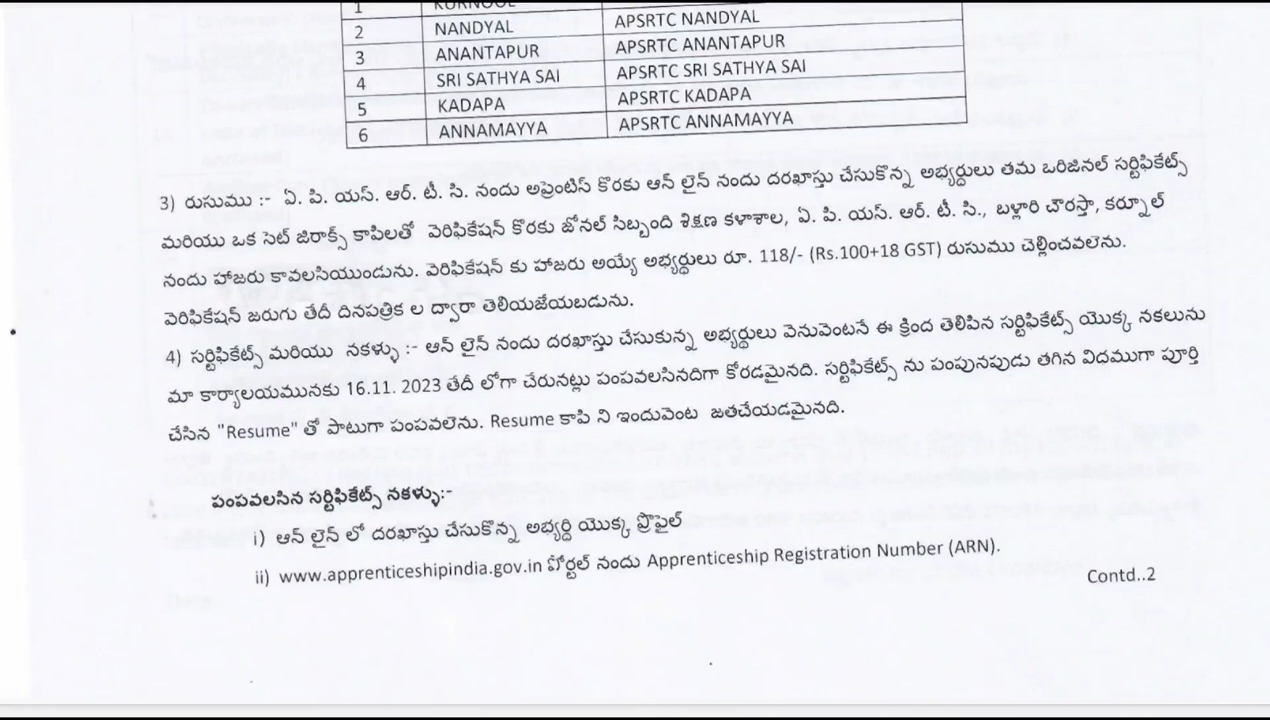 1 KURNOOL
2 NANDYAL APSRTC NANDYAL
3 ANANTAPUR APSRTC ANANTAPUR
4 SRI SATHYA SAI APSRTC SRI SATHYA SAI
5 KADAPA APSRTC KADAPA
6 ANNAMAYYA APSRTC ANNAMAYYA
3) రుసుము :- ఏ. పి. యస్. ఆర్. టి. సి. నందు అప్రెంటిస్ కొరకు ఆన్ లైన్ నందు దరఖాస్తు చేసుకొన్న అభ్యర్ధులు తమ ఒరిజినల్ సర్టిఫికేట్స్
మరియు ఒక సెట్ జిరాక్స్ కాపిలతో వెరిఫికేషన్ కొరకు జోనల్ సిబ్బంది శిక్షణ కళాశాల, ఏ. పి. యస్. ఆర్. టి. సి., బళ్లారి చౌరస్తా, కర్నూల్
నందు హాజరు కావలసియుండును. వెరిఫికేషన్ కు హాజరు అయ్యే అభ్యర్ధులు రూ. 118/- (Rs.100+18 GST) రుసుము చెల్లించవలెను.
వెరిఫికేషన్ జరుగు తేదీ దినపత్రిక ల ద్వారా తెలియజేయబడును.
4) సర్టిఫికేట్స్ మరియు నకళ్ళు :- ఆన్ లైన్ నందు దరఖాస్తు చేసుకున్న అభ్యర్థులు వెనువెంటనే ఈ క్రింద తెలిపిన సర్టిఫికేట్స్ యొక్క నకలును
మా కార్యాలయమునకు 16.11. 2023 తేదీ లోగా చేరునట్లు పంపవలసినదిగా కోరడమైనది. సర్టిఫికేట్స్ ను పంపునపుడు తగిన విదముగా పూర్తి
చేసిన "Resume" తో పాటుగా పంపవలెను. Resume కాపి ని ఇందువెంట జతచేయడమైనది.
పంపవలసిన సర్టిఫికేట్స్ నకళ్ళు:-
i) ఆన్ లైన్ లో దరఖాస్తు చేసుకొన్న అభ్యర్ధి యొక్క ప్రొఫైల్
ii) www.apprenticeshipindia.gov.in పోర్టల్ నందు Apprenticeship Registration Number (ARN).
Contd..2